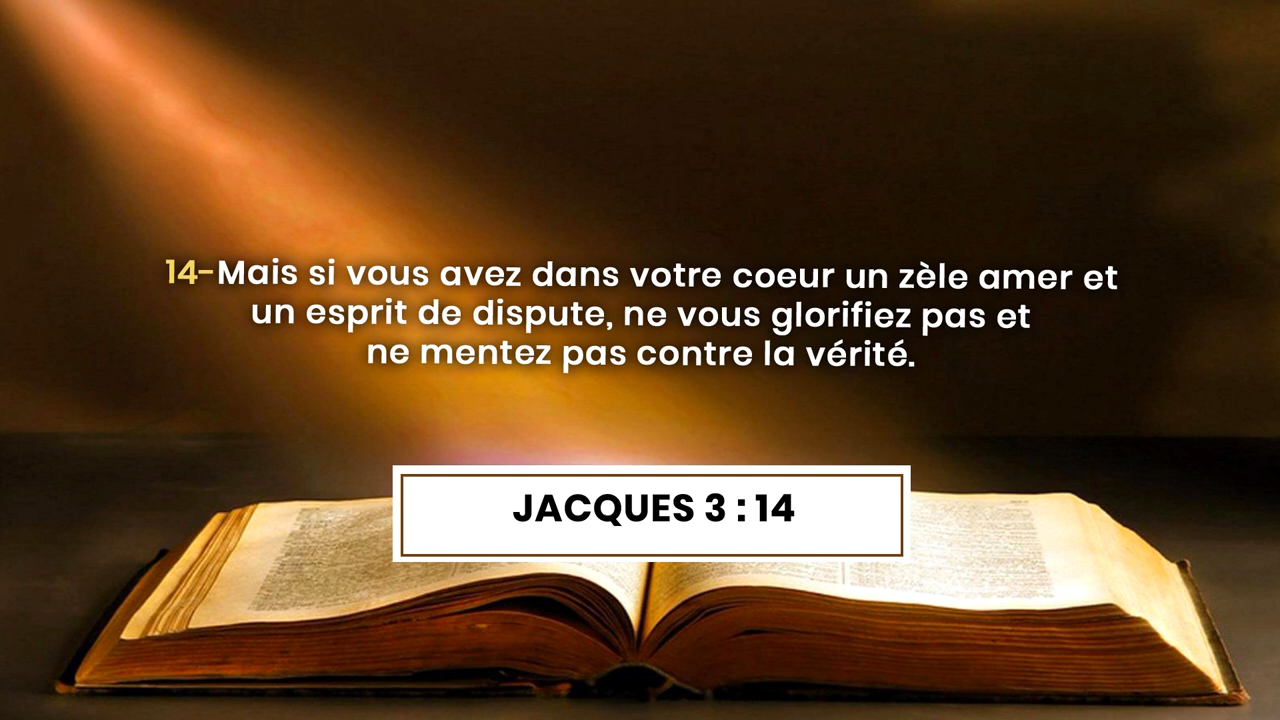 14-Mais si vous avez dans votre coeur un zèle amer et
un esprit de dispute, ne vous glorifiez pas et
ne mentez pas contre la vérité.
JACQUES 3 : 14